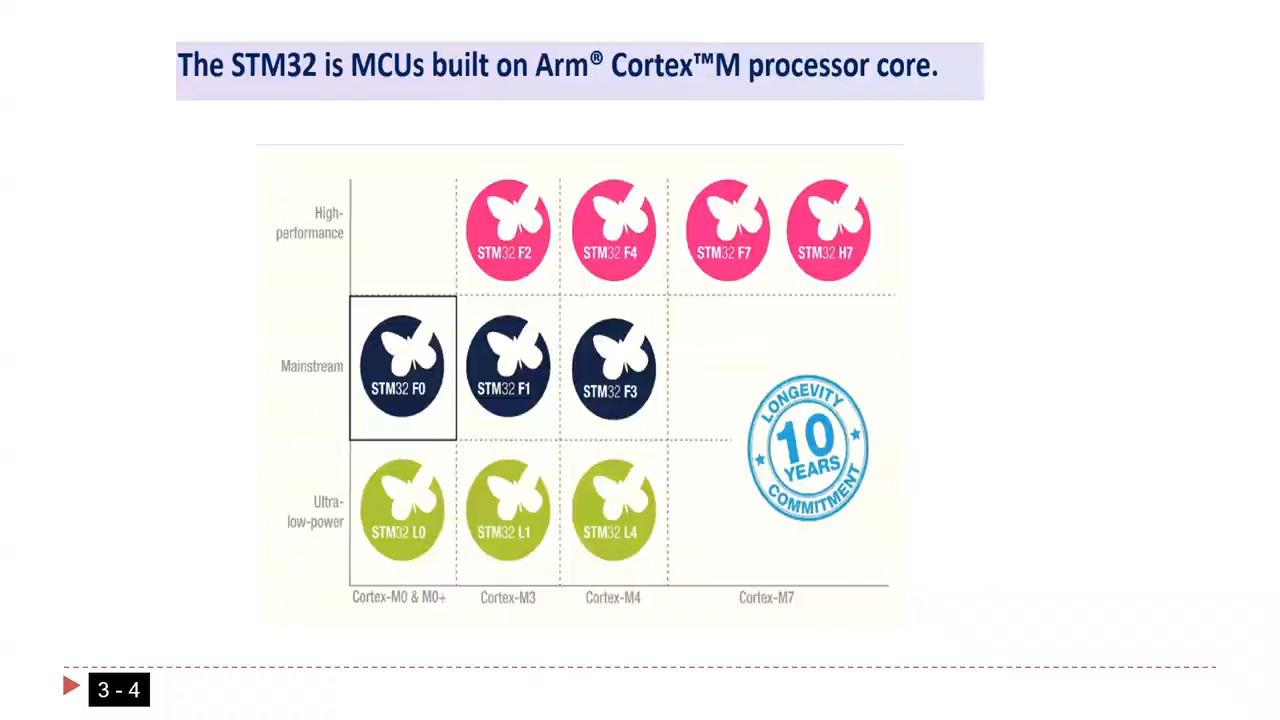 The STM32 is MCUs built on Arm® Cortex™M processor core.
High-
performance
STM32 F2
STM32 F4
STM32 F7
STM32 H7
Mainstream
STM32 F0
STM32 F1
STM32 F3
LONGEVITY
10
YEARS
COMMITMENT
Ultra-
low-power
STM32 L0
STM32 L1
STM32 L4
Cortex-M0 & M0+
Cortex-M3
Cortex-M4
Cortex-M7
3 - 4